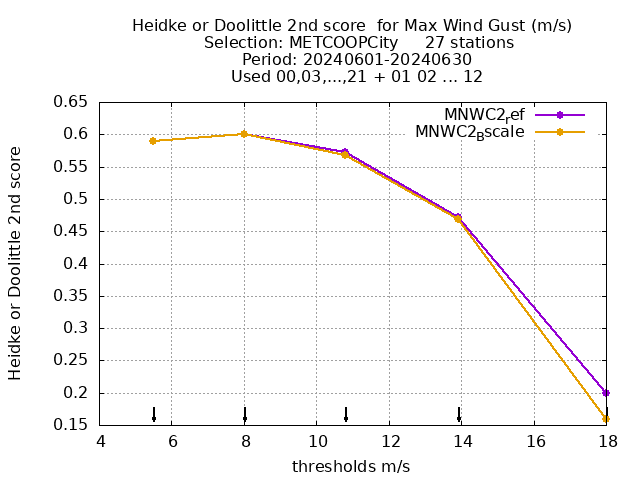 Heidke or Doolittle 2nd score  for Max Wind Gust (m/s)
Selection: METCOOPCity     27 stations
Period: 20240601-20240630
Used 00,03,...,21 + 01 02 ... 12
MNWC2_ref
MNWC2_Bscale
Heidke or Doolittle 2nd score
0.65
0.6
0.55
0.5
0.45
0.4
0.35
0.3
0.25
0.2
0.15
4 6 8 10 12 14 16 18
thresholds m/s